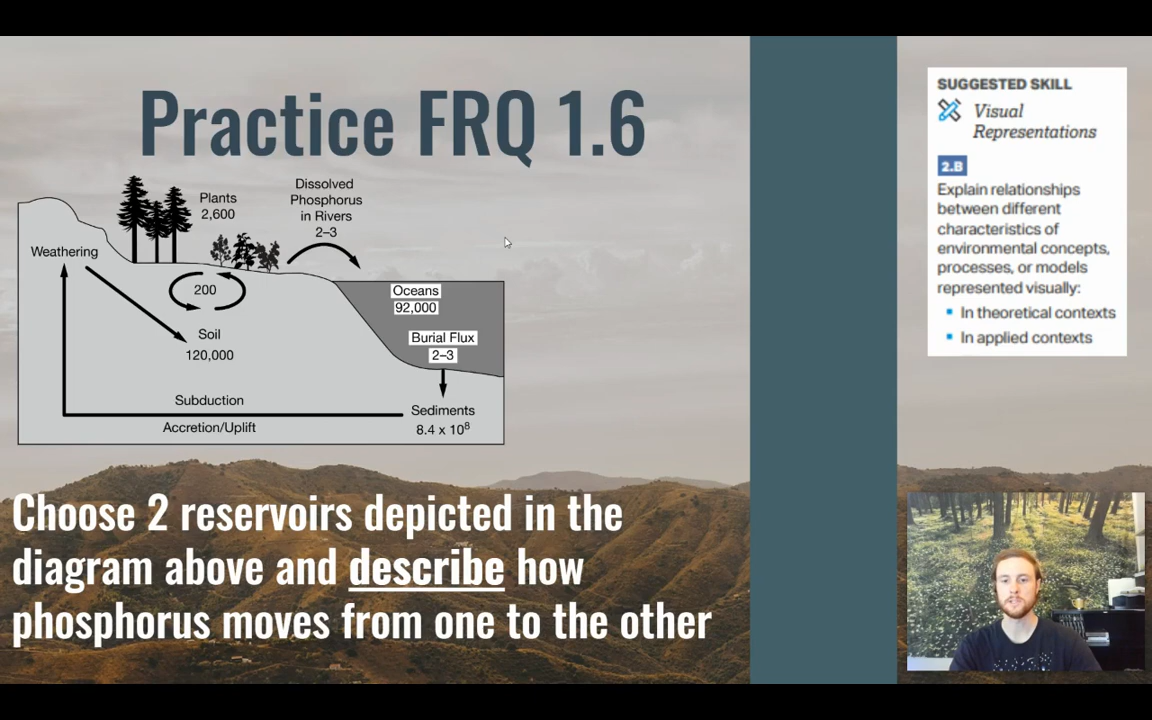 Practice FRQ 1.6
Plants
2,600
Dissolved
Phosphorus
in Rivers
2–3
Weathering
200
Soil
120,000
Oceans
92,000
Burial Flux
2–3
Subduction
Accretion/Uplift
Sediments
8.4 x 10⁸
Choose 2 reservoirs depicted in the
diagram above and describe how
phosphorus moves from one to the other
SUGGESTED SKILL
Visual
Representations
2.B
Explain relationships
between different
characteristics of
environmental concepts,
processes, or models
represented visually:
▪ In theoretical contexts
▪ In applied contexts